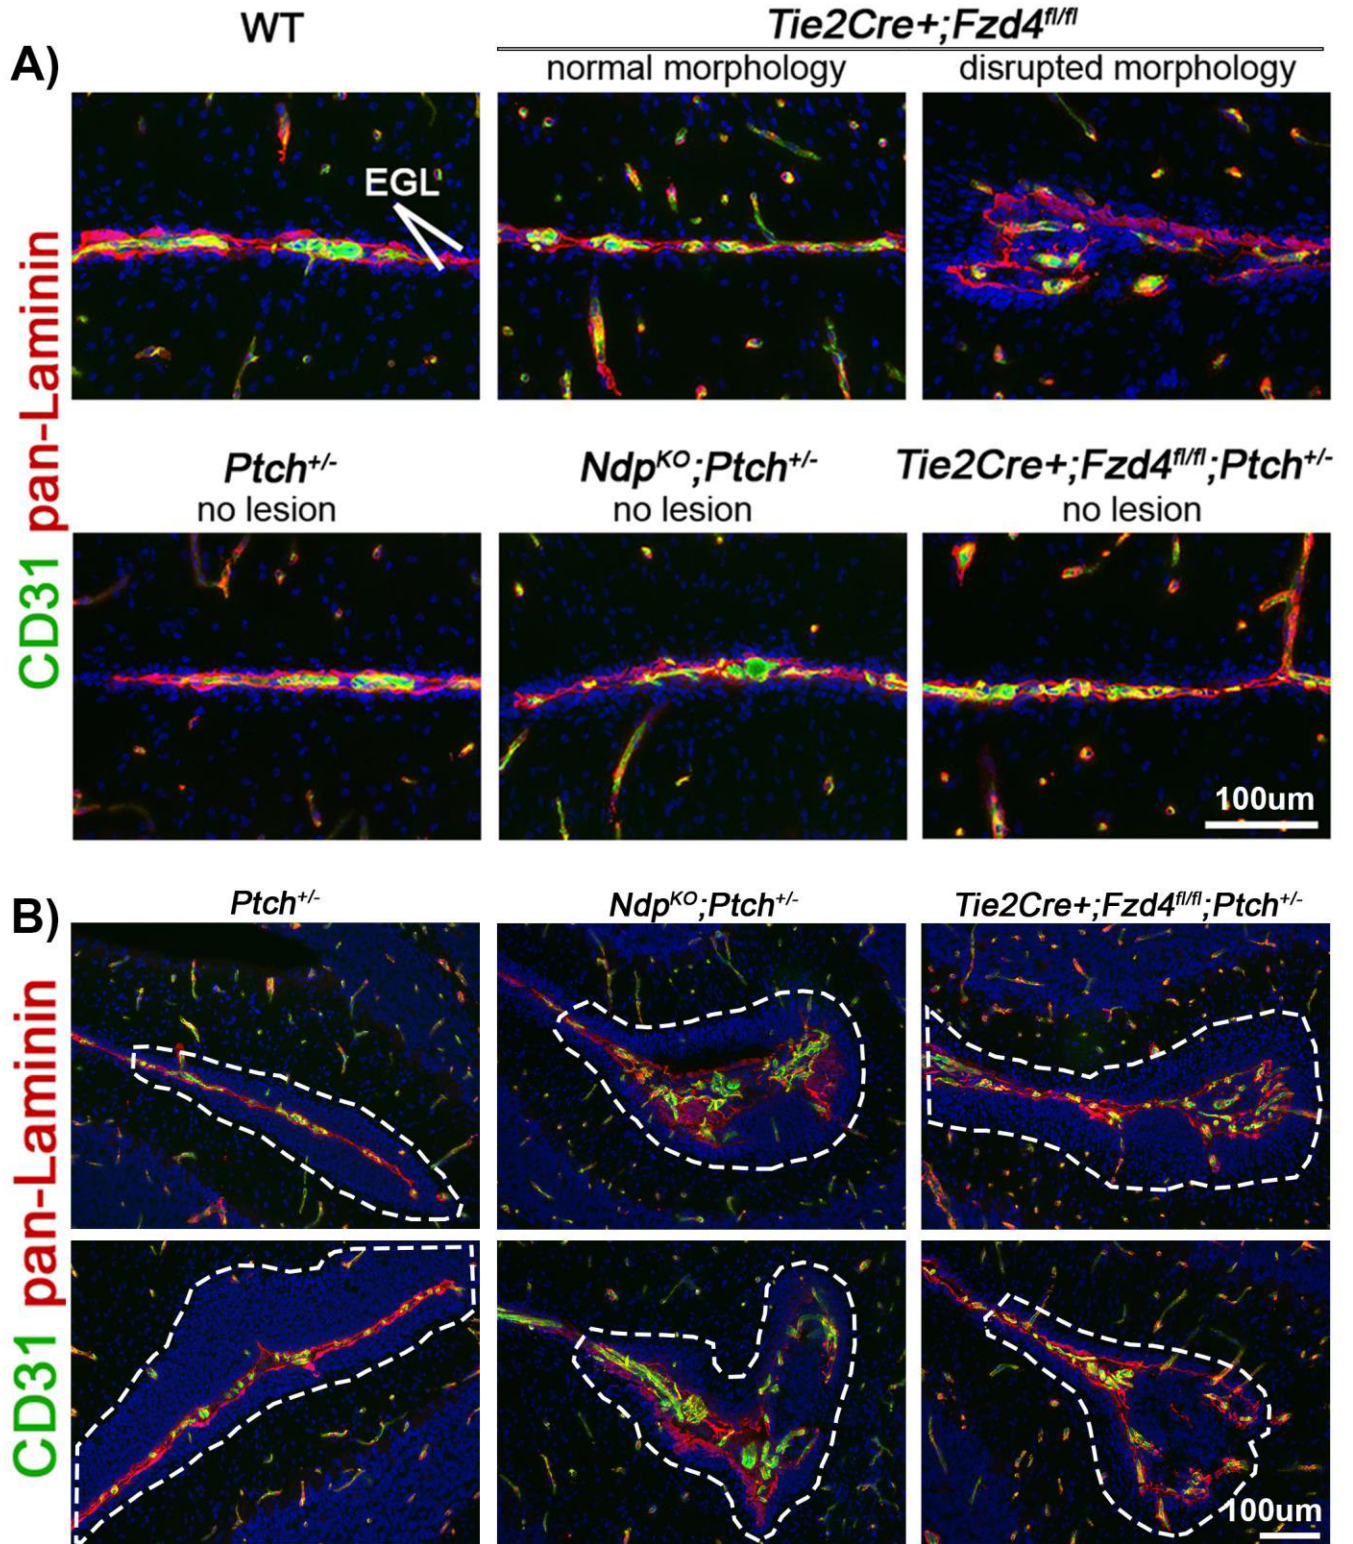 WT
Tie2Cre+;Fzd4fl/fl
A)
normal morphology
disrupted morphology
EGL
CD31 pan-Laminin
Ptch+/-
no lesion
NdpKO;Ptch+/-
no lesion
Tie2Cre+;Fzd4fl/fl;Ptch+/-
no lesion
100um
B)
Ptch+/-
NdpKO;Ptch+/-
Tie2Cre+;Fzd4fl/fl;Ptch+/-
CD31 pan-Laminin
100um